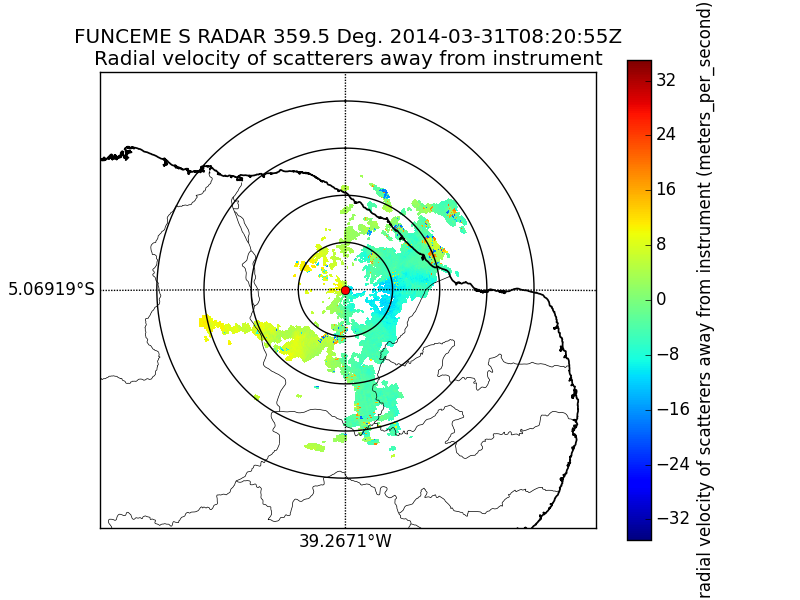 FUNCEME S RADAR 359.5 Deg. 2014-03-31T08:20:55Z
Radial velocity of scatterers away from instrument
5.06919°S
39.2671°W
32
24
16
8
0
−8
−16
−24
−32
radial velocity of scatterers away from instrument (meters_per_second)